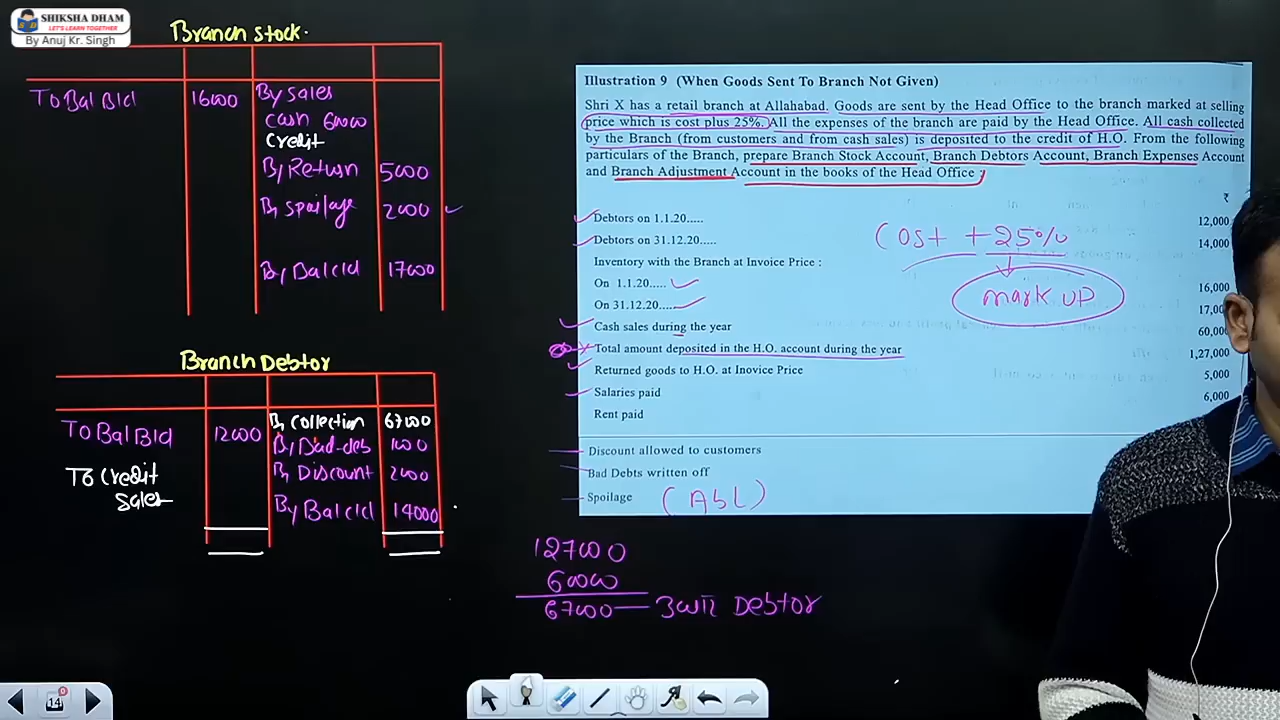 SHIKSHA DHAM
LET'S LEARN TOGETHER
By Anuj Kr. Singh
Branch Stock.
To Bal B/d 16000 By Sales
Cash 60000
Credit
By Return 5000
By Spoilage 2000
By Bal c/d 17000
Branch Debtor
To Bal B/d 12000 By Collection 67000
By Bad-deb 1000
To Credit Sales
By Discount 2000
By Bal c/d 14000
Illustration 9 (When Goods Sent To Branch Not Given)
Shri X has a retail branch at Allahabad. Goods are sent by the Head Office to the branch marked at selling
price which is cost plus 25%. All the expenses of the branch are paid by the Head Office. All cash collected
by the Branch (from customers and from cash sales) is deposited to the credit of H.O. From the following
particulars of the Branch, prepare Branch Stock Account, Branch Debtors Account, Branch Expenses Account
and Branch Adjustment Account in the books of the Head Office :
₹
Debtors on 1.1.20..... 12,000
Debtors on 31.12.20..... 14,000
Inventory with the Branch at Invoice Price :
On 1.1.20..... 16,000
On 31.12.20..... 17,000
Cash sales during the year 60,000
Total amount deposited in the H.O. account during the year 1,27,000
Returned goods to H.O. at Inovice Price 5,000
Salaries paid 6,000
Rent paid
Discount allowed to customers
Bad Debts written off
Spoilage (AbL)
Cost + 25%
mark up
127000
60000
67000 — Debtor
14
0